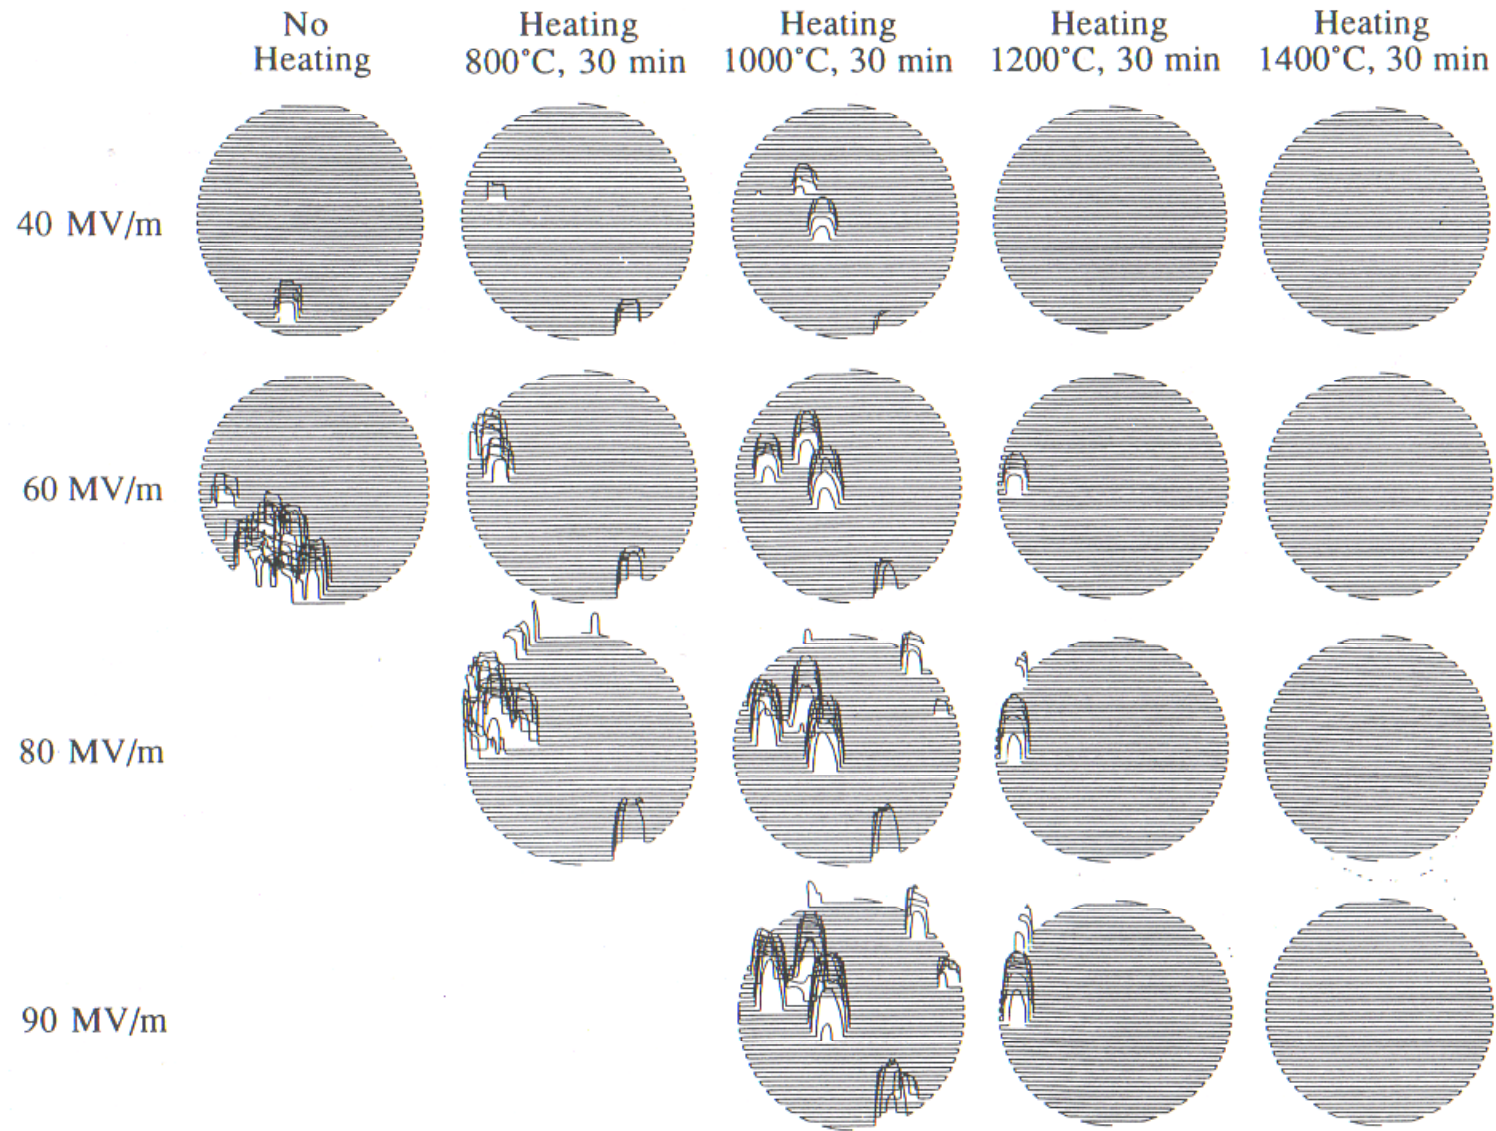 No
Heating
Heating
800°C, 30 min
Heating
1000°C, 30 min
Heating
1200°C, 30 min
Heating
1400°C, 30 min
40 MV/m
60 MV/m
80 MV/m
90 MV/m